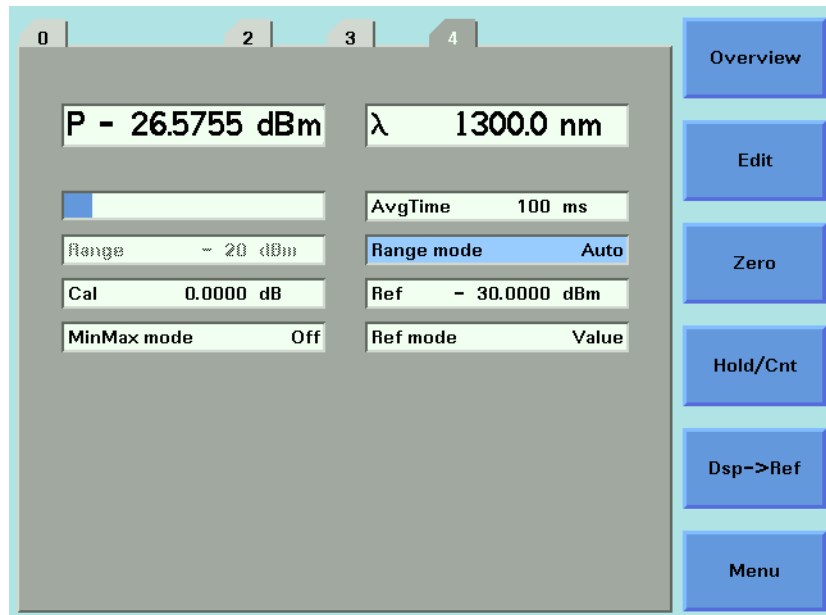 0 2 3 4
P - 26.5755 dBm
λ 1300.0 nm
AvgTime 100 ms
Range - 20 dBm
Range mode Auto
Cal 0.0000 dB
Ref - 30.0000 dBm
MinMax mode Off
Ref mode Value
Overview
Edit
Zero
Hold/Cnt
Dsp->Ref
Menu